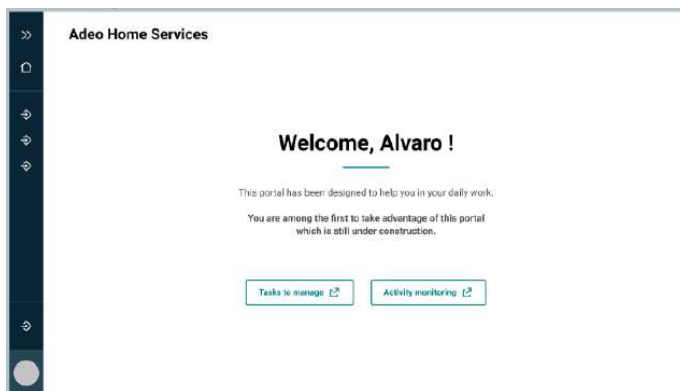 Adeo Home Services
Welcome, Alvaro !
This portal has been designed to help you in your daily work.
You are among the first to take advantage of this portal
which is still under construction.
Tasks to manage
Activity monitoring